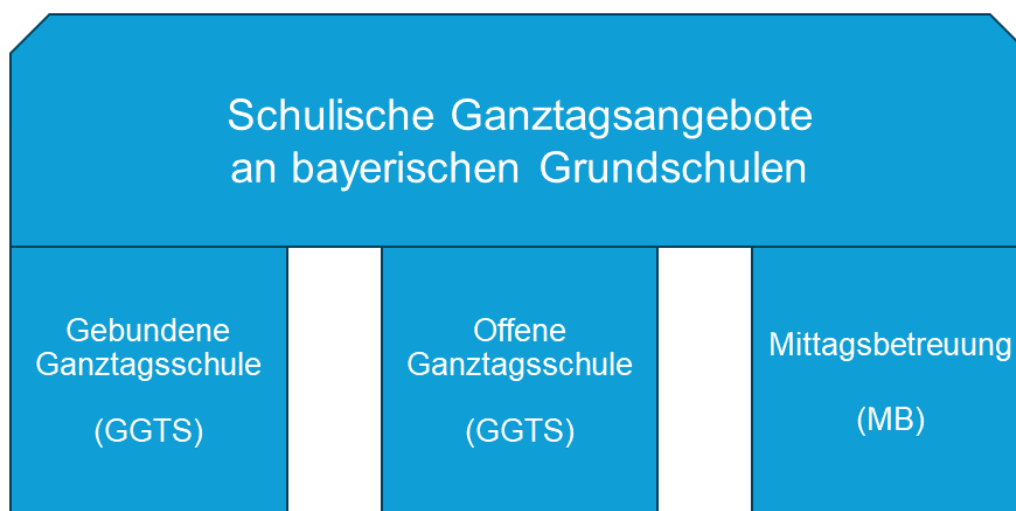 Schulische Ganztagsangebote
an bayerischen Grundschulen
Gebundene
Ganztagsschule
(GGTS)
Offene
Ganztagsschule
(GGTS)
Mittagsbetreuung
(MB)